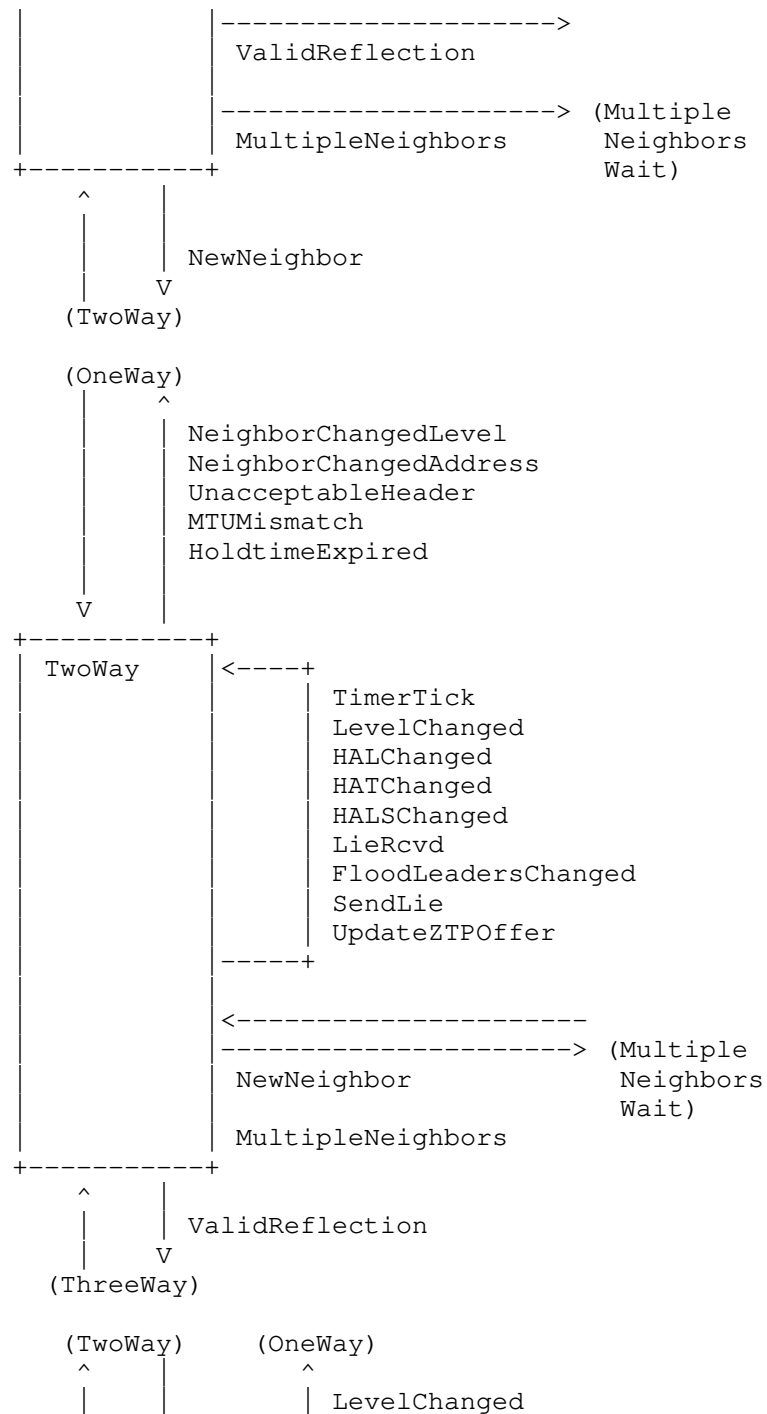 ValidReflection
(Multiple
MultipleNeighbors Neighbors
Wait)
NewNeighbor
V
(TwoWay)
(OneWay)
NeighborChangedLevel
NeighborChangedAddress
UnacceptableHeader
MTUMismatch
HoldtimeExpired
V
TwoWay
TimerTick
LevelChanged
HALChanged
HATChanged
HALSChanged
LieRcvd
FloodLeadersChanged
SendLie
UpdateZTPOffer
(Multiple
NewNeighbor Neighbors
Wait)
MultipleNeighbors
ValidReflection
V
(ThreeWay)
(TwoWay) (OneWay)
LevelChanged